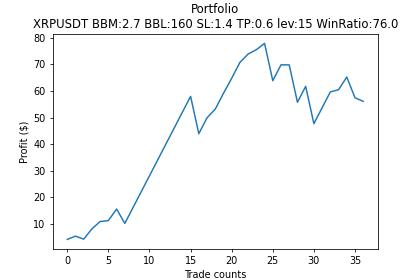 Portfolio
XRPUSDT BBM:2.7 BBL:160 SL:1.4 TP:0.6 lev:15 WinRatio:76.0
80
70
60
50
40
30
20
10
Profit ($)
0 5 10 15 20 25 30 35
Trade counts